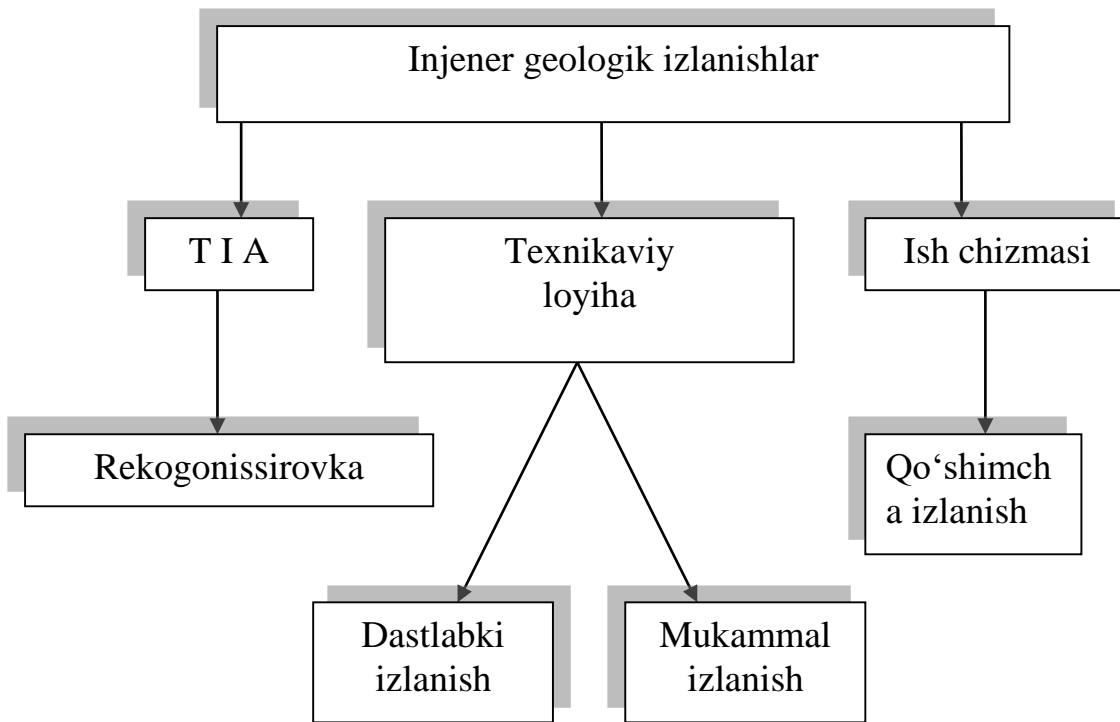 Injener geologik izlanishlar
T I A
Texnikaviy
loyiha
Ish chizmasi
Rekogonissirovka
Qo‘shimch
a izlanish
Dastlabki
izlanish
Mukammal
izlanish